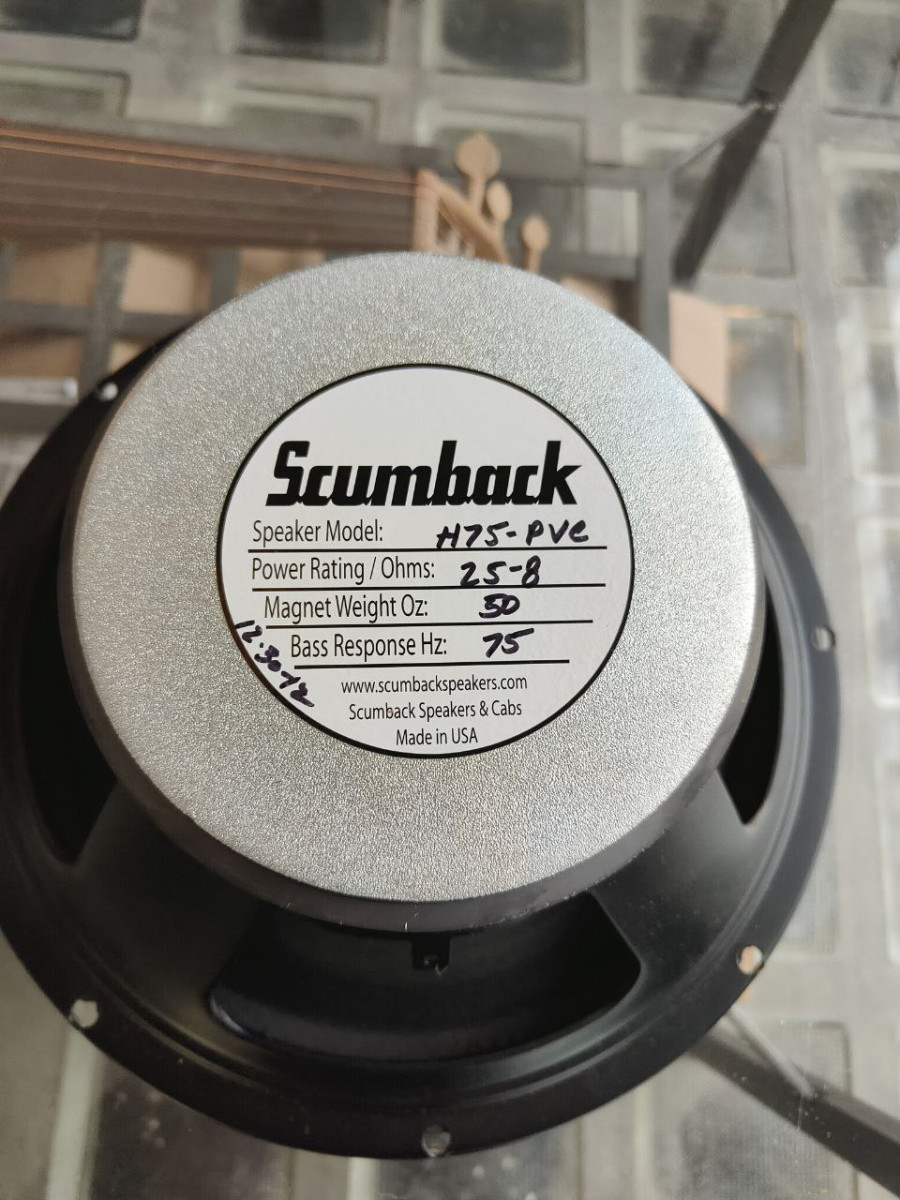 Scumback
Speaker Model: H75-PVC
Power Rating / Ohms: 25-8
Magnet Weight Oz: 50
Bass Response Hz: 75
12.30-12
www.scumbackspeakers.com
Scumback Speakers & Cabs
Made in USA